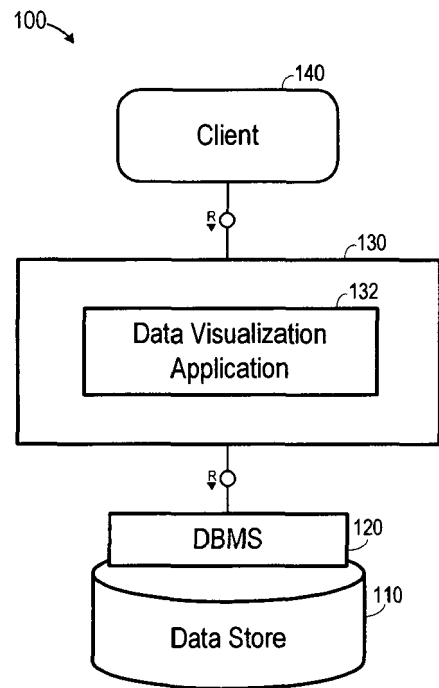 100
140
Client
R
130
132
Data Visualization
Application
R
DBMS
120
110
Data Store